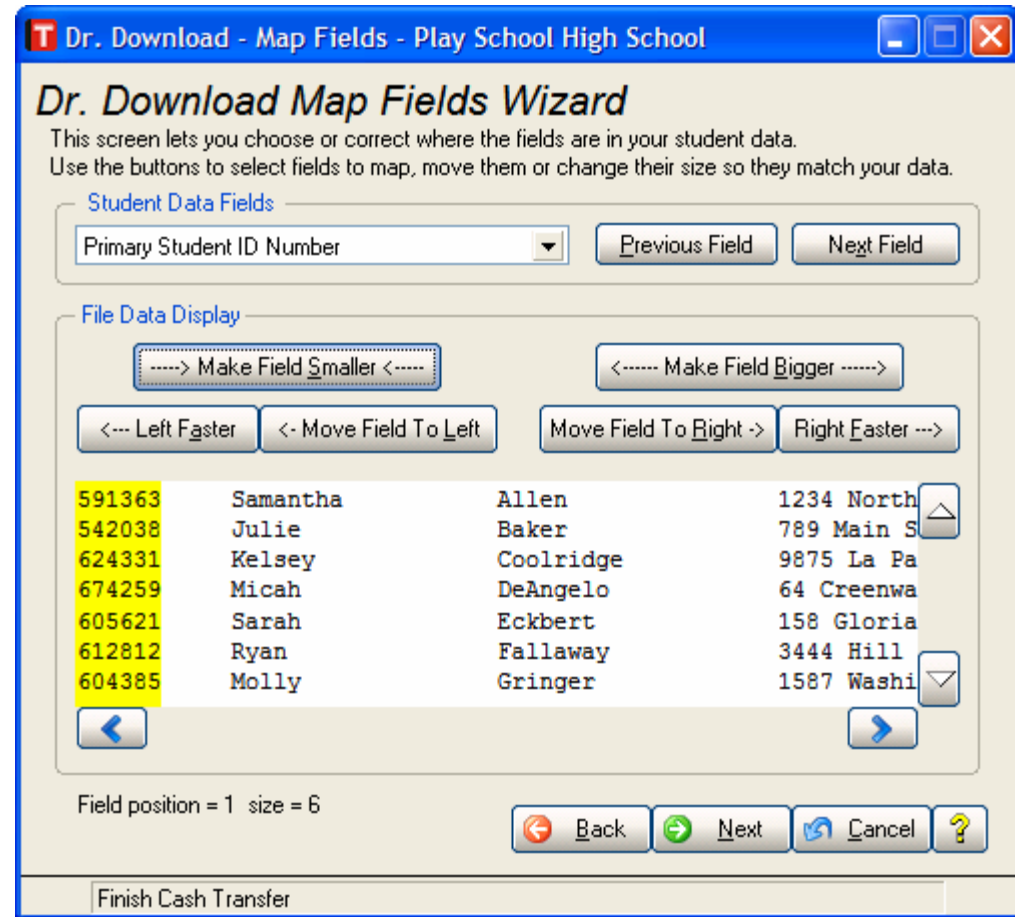 T Dr. Download - Map Fields - Play School High School
Dr. Download Map Fields Wizard
This screen lets you choose or correct where the fields are in your student data.
Use the buttons to select fields to map, move them or change their size so they match your data.
Student Data Fields
Primary Student ID Number Previous Field Next Field
File Data Display
-----> Make Field Smaller <----- <------ Make Field Bigger ------>
<--- Left Faster <- Move Field To Left Move Field To Right -> Right Faster --->
591363 Samantha Allen 1234 North
542038 Julie Baker 789 Main S
624331 Kelsey Coolridge 9875 La Pa
674259 Micah DeAngelo 64 Creenwa
605621 Sarah Eckbert 158 Gloria
612812 Ryan Fallaway 3444 Hill
604385 Molly Gringer 1587 Washi
Field position = 1 size = 6
Back Next Cancel ?
Finish Cash Transfer